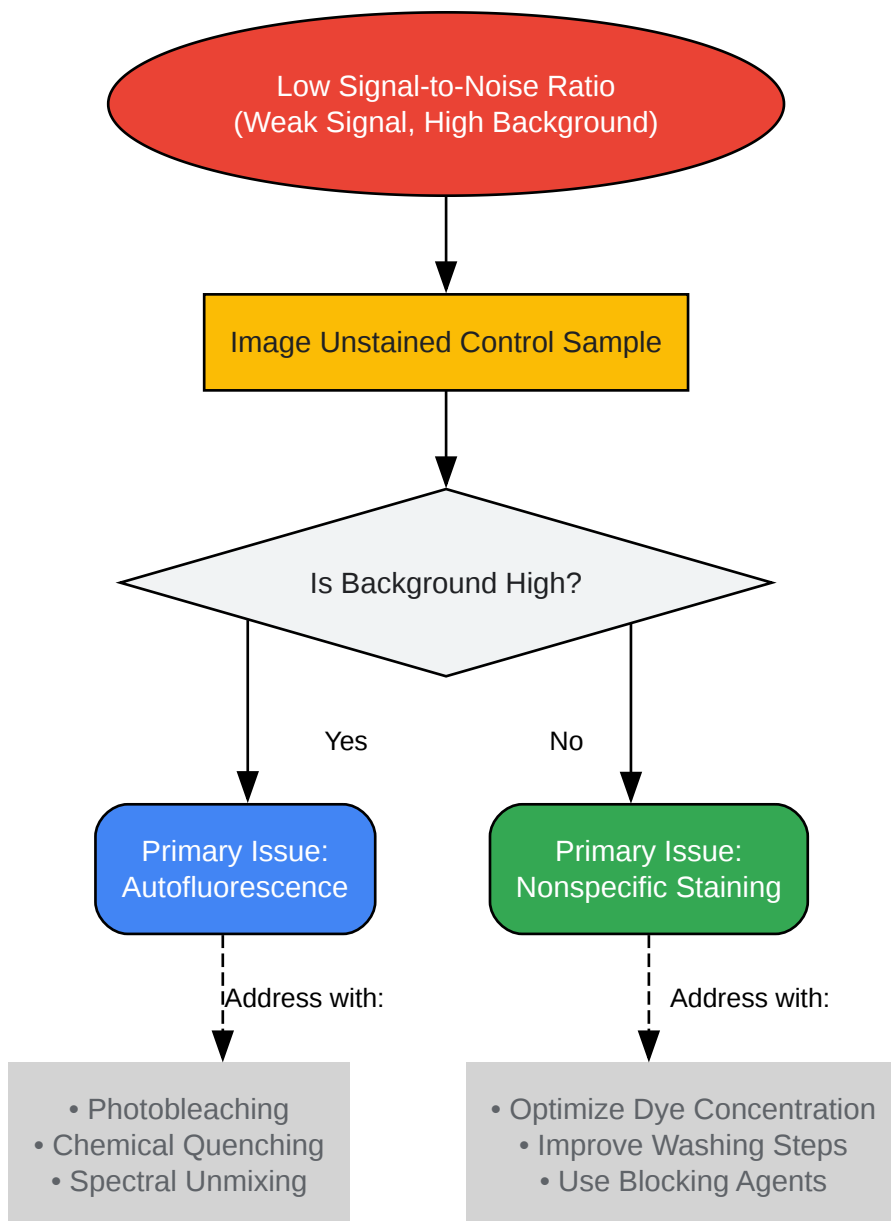 Low Signal-to-Noise Ratio
(Weak Signal, High Background)
Image Unstained Control Sample
Is Background High?
Yes
No
Primary Issue:
Autofluorescence
Primary Issue:
Nonspecific Staining
Address with:
Address with:
• Photobleaching
• Chemical Quenching
• Spectral Unmixing
• Optimize Dye Concentration
• Improve Washing Steps
• Use Blocking Agents